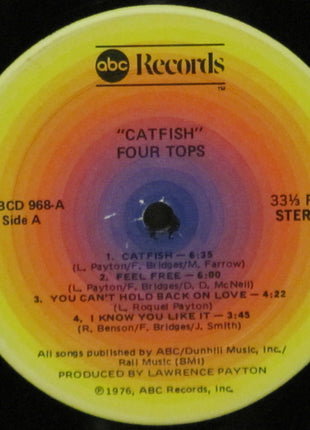 abc Records
TM
"CATFISH"
FOUR TOPS
BCD 968-A
33⅓ R
Side A
STER
1. CATFISH — 6:35
(L. Payton/F. Bridges/M. Farrow)
2. FEEL FREE — 6:00
(L. Payton/F. Bridges/D. D. McNeil)
3. YOU CAN'T HOLD BACK ON LOVE — 4:22
(L. Roquel Payton)
4. I KNOW YOU LIKE IT — 3:45
(R. Benson/F. Bridges/J. Smith)
All songs published by ABC/Dunhill Music, Inc./
Rall Music (BMI)
PRODUCED BY LAWRENCE PAYTON
℗1976, ABC Records, Inc.